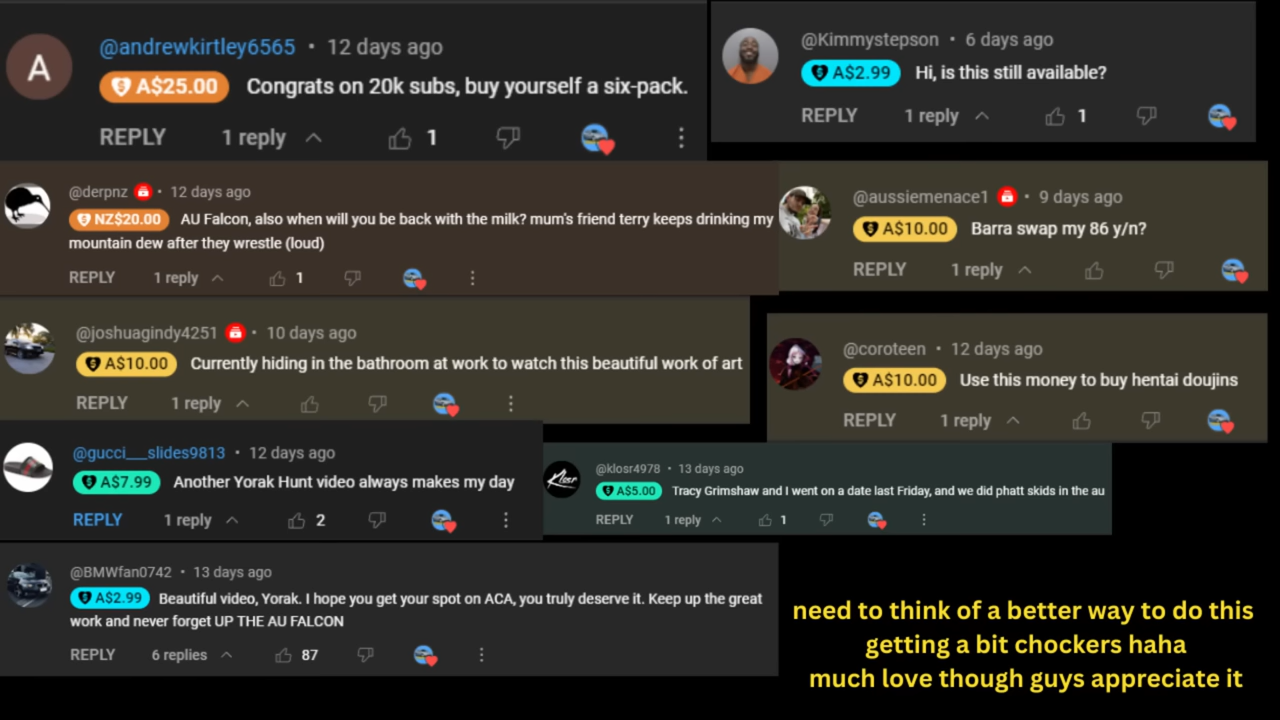 A
@andrewkirtley6565 • 12 days ago
A$25.00 Congrats on 20k subs, buy yourself a six-pack.
REPLY 1 reply 1
@Kimmystepson • 6 days ago
A$2.99 Hi, is this still available?
REPLY 1 reply 1
@derpnz • 12 days ago
NZ$20.00 AU Falcon, also when will you be back with the milk? mum's friend terry keeps drinking my
mountain dew after they wrestle (loud)
REPLY 1 reply 1
@aussiemenace1 • 9 days ago
A$10.00 Barra swap my 86 y/n?
REPLY 1 reply
@joshuagindy4251 • 10 days ago
A$10.00 Currently hiding in the bathroom at work to watch this beautiful work of art
REPLY 1 reply
@coroteen • 12 days ago
A$10.00 Use this money to buy hentai doujins
REPLY 1 reply
@gucci___slides9813 • 12 days ago
A$7.99 Another Yorak Hunt video always makes my day
REPLY 1 reply 2
Klosr
@klosr4978 • 13 days ago
A$5.00 Tracy Grimshaw and I went on a date last Friday, and we did phatt skids in the au
REPLY 1 reply 1
@BMWfan0742 • 13 days ago
A$2.99 Beautiful video, Yorak. I hope you get your spot on ACA, you truly deserve it. Keep up the great
work and never forget UP THE AU FALCON
REPLY 6 replies 87
need to think of a better way to do this
getting a bit chockers haha
much love though guys appreciate it